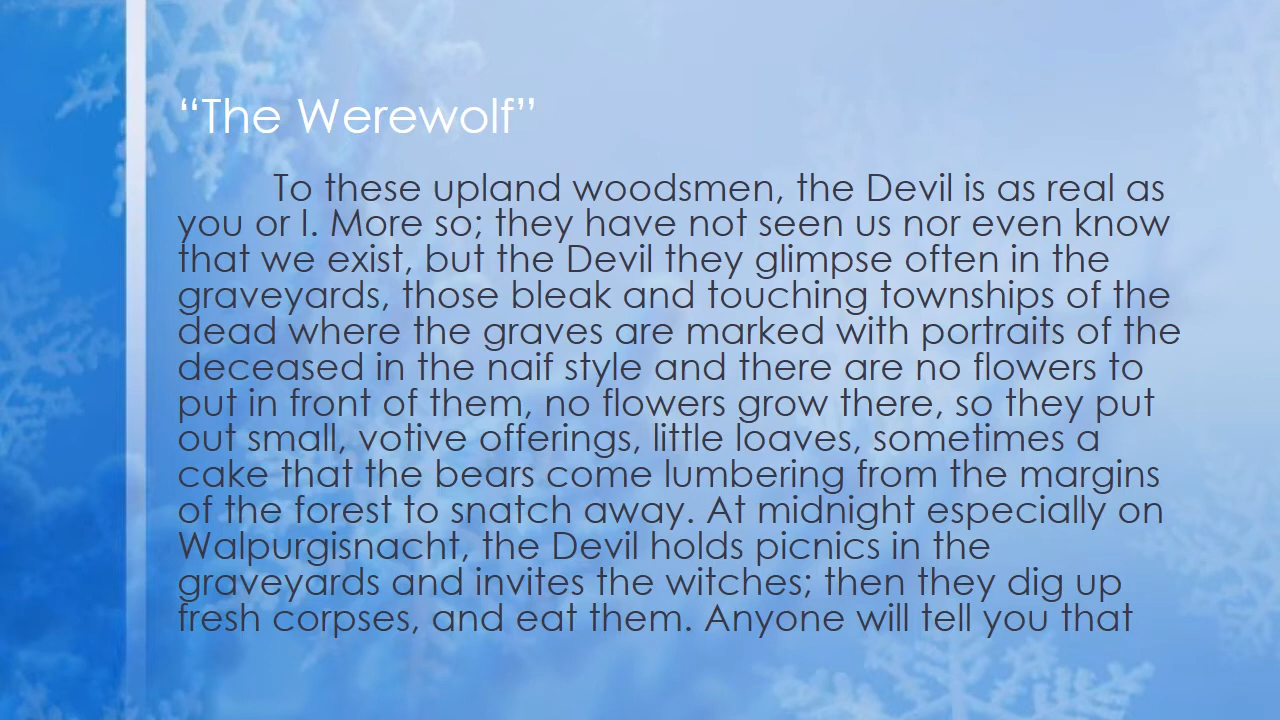 “The Werewolf”
To these upland woodsmen, the Devil is as real as
you or I. More so; they have not seen us nor even know
that we exist, but the Devil they glimpse often in the
graveyards, those bleak and touching townships of the
dead where the graves are marked with portraits of the
deceased in the naif style and there are no flowers to
put in front of them, no flowers grow there, so they put
out small, votive offerings, little loaves, sometimes a
cake that the bears come lumbering from the margins
of the forest to snatch away. At midnight especially on
Walpurgisnacht, the Devil holds picnics in the
graveyards and invites the witches; then they dig up
fresh corpses, and eat them. Anyone will tell you that